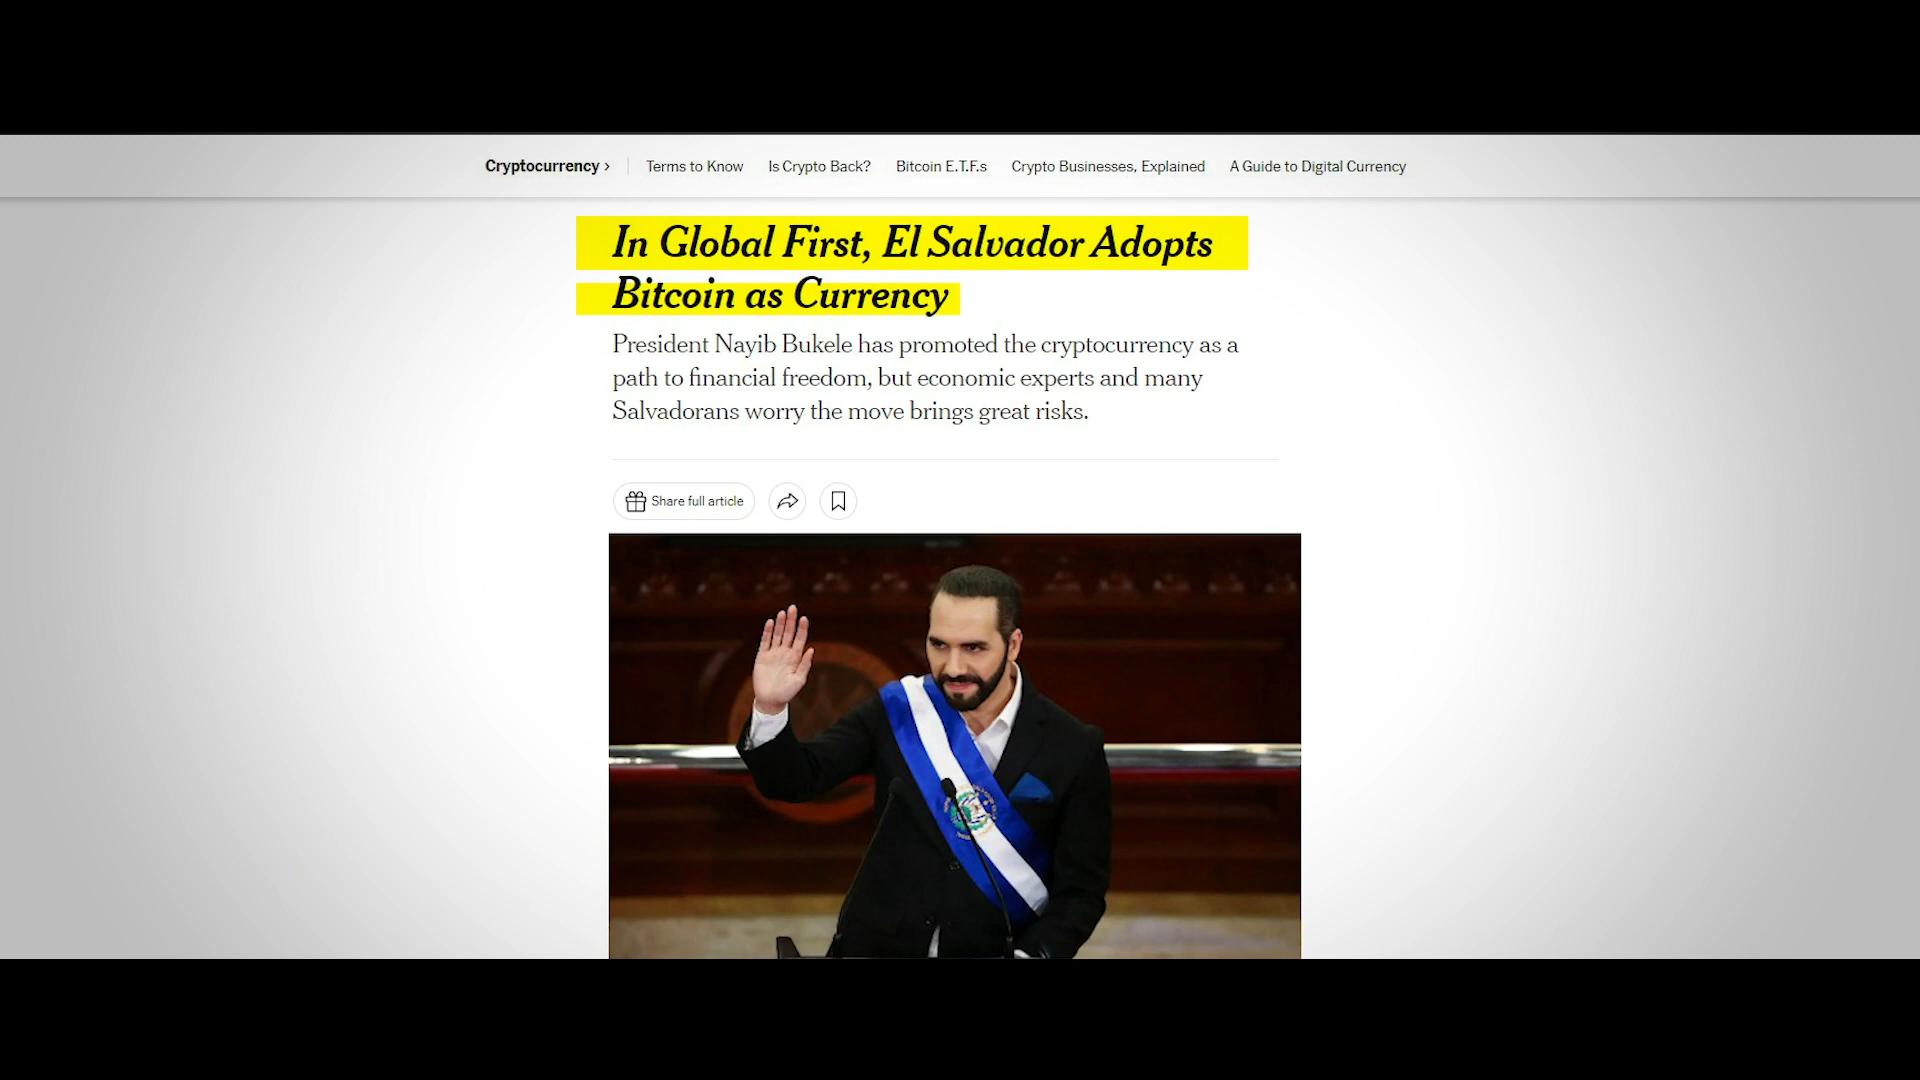 Cryptocurrency › Terms to Know Is Crypto Back? Bitcoin E.T.F.s Crypto Businesses, Explained A Guide to Digital Currency
In Global First, El Salvador Adopts
Bitcoin as Currency
President Nayib Bukele has promoted the cryptocurrency as a
path to financial freedom, but economic experts and many
Salvadorans worry the move brings great risks.
Share full article